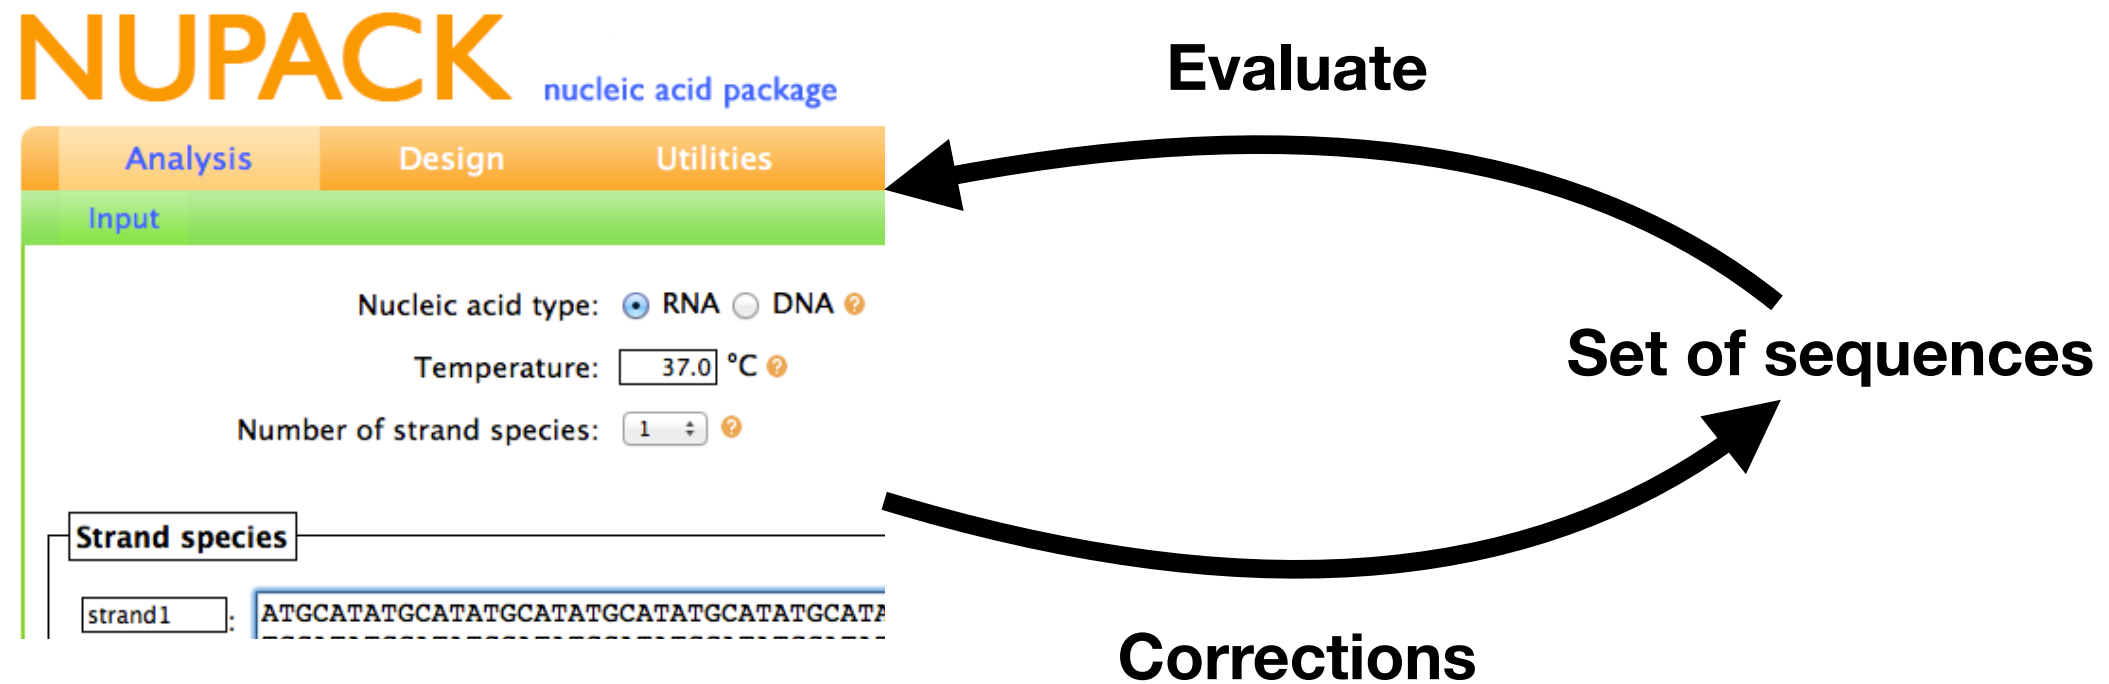 NUPACK nucleic acid package
Evaluate
Analysis Design Utilities
Input
Nucleic acid type: RNA DNA ?
Temperature: 37.0 °C ?
Set of sequences
Number of strand species: 1 ?
Strand species
strand1 : ATGCATATGCATATGCATATGCATATGCATATGCATA
Corrections